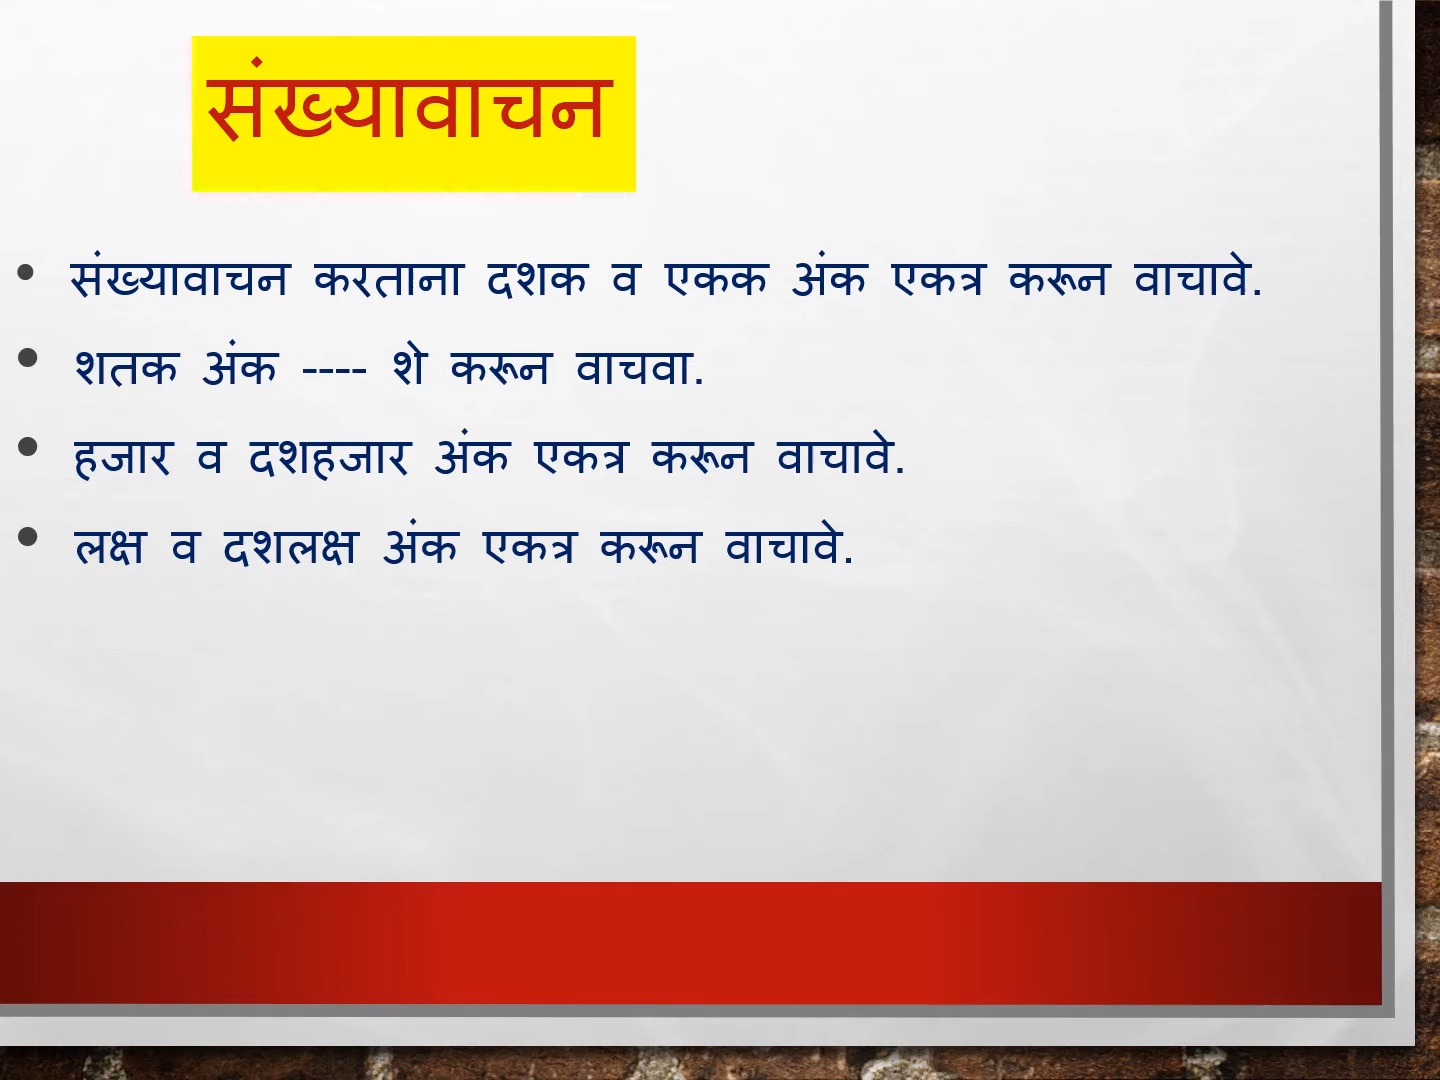 संख्यावाचन
• संख्यावाचन करताना दशक व एकक अंक एकत्र करून वाचावे.
• शतक अंक ---- शे करून वाचवा.
• हजार व दशहजार अंक एकत्र करून वाचावे.
• लक्ष व दशलक्ष अंक एकत्र करून वाचावे.